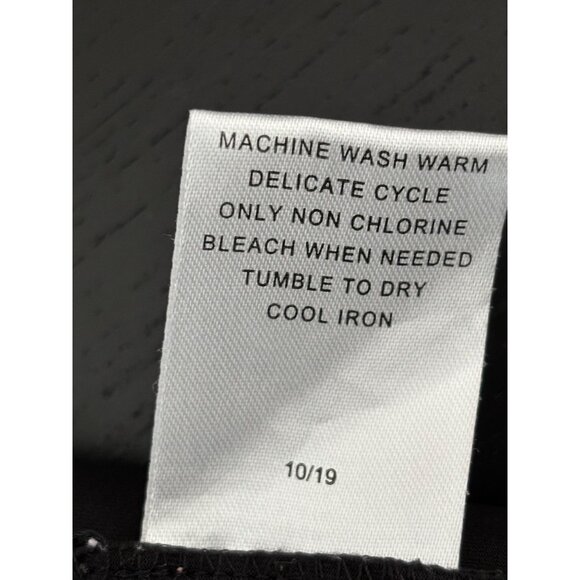 MACHINE WASH WARM
DELICATE CYCLE
ONLY NON CHLORINE
BLEACH WHEN NEEDED
TUMBLE TO DRY
COOL IRON
10/19